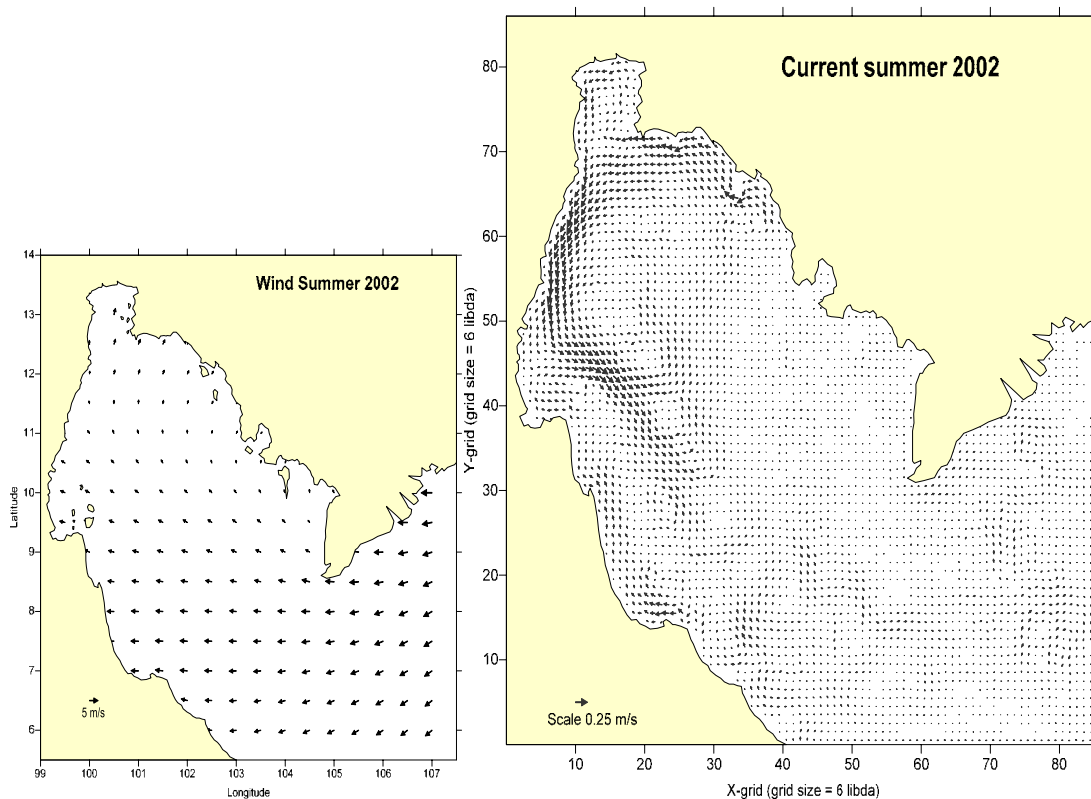 Wind Summer 2002
14
13
12
11
10
9
8
7
6
Latitude
5 m/s
99 100 101 102 103 104 105 106 107
Longitude
Current summer 2002
80
70
60
50
40
30
20
10
Y-grid (grid size = 6 libda)
Scale 0.25 m/s
10 20 30 40 50 60 70 80
X-grid (grid size = 6 libda)